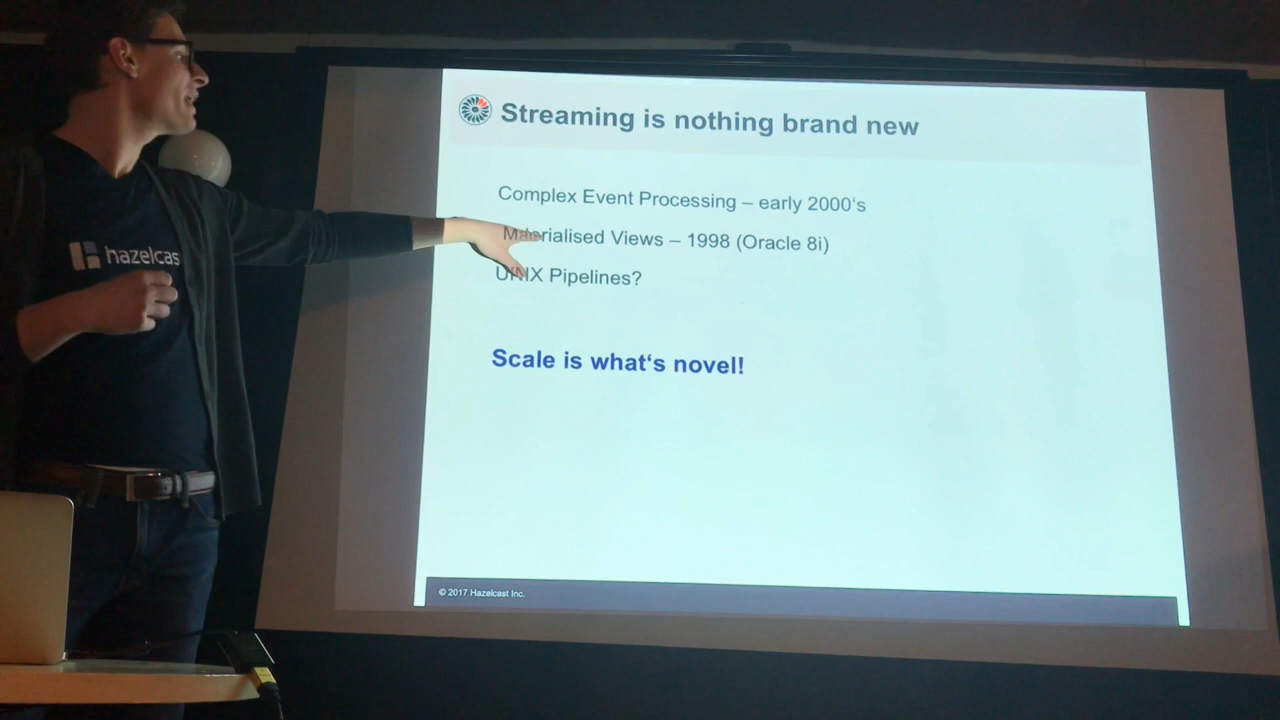 Streaming is nothing brand new
Complex Event Processing – early 2000‘s
Materialised Views – 1998 (Oracle 8i)
UNIX Pipelines?
Scale is what‘s novel!
© 2017 Hazelcast Inc.
hazelcas